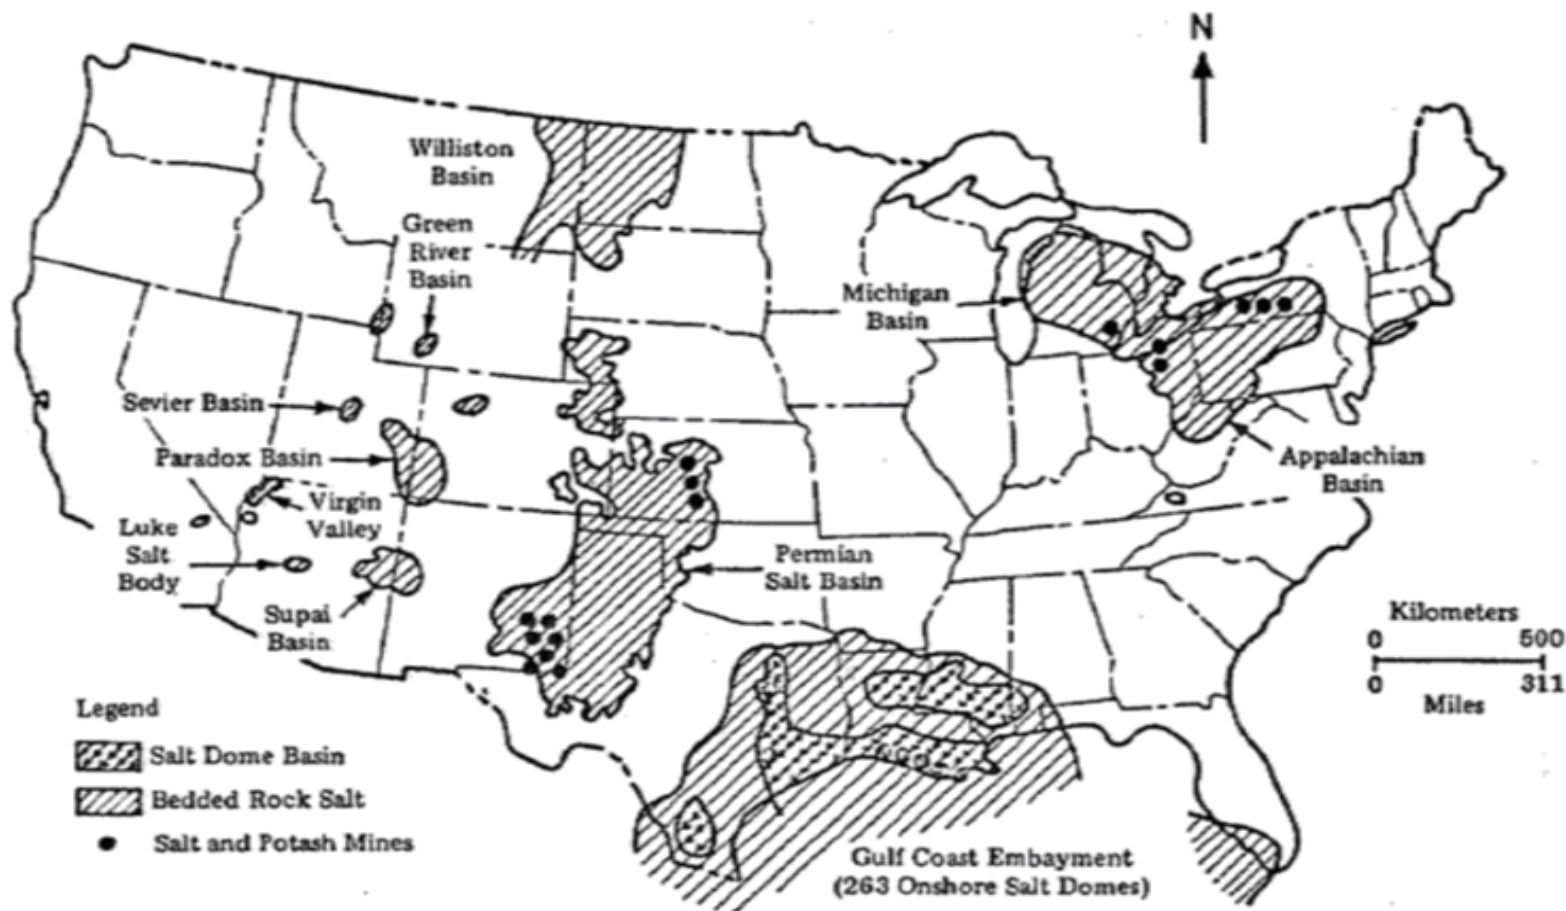 N
Williston
Basin
Green
River
Basin
Michigan
Basin
Sevier Basin
Paradox Basin
Appalachian
Basin
Virgin
Valley
Luke
Salt
Body
Permian
Salt Basin
Supai
Basin
Kilometers
0 500
0 311
Miles
Legend
Salt Dome Basin
Bedded Rock Salt
Salt and Potash Mines
Gulf Coast Embayment
(263 Onshore Salt Domes)